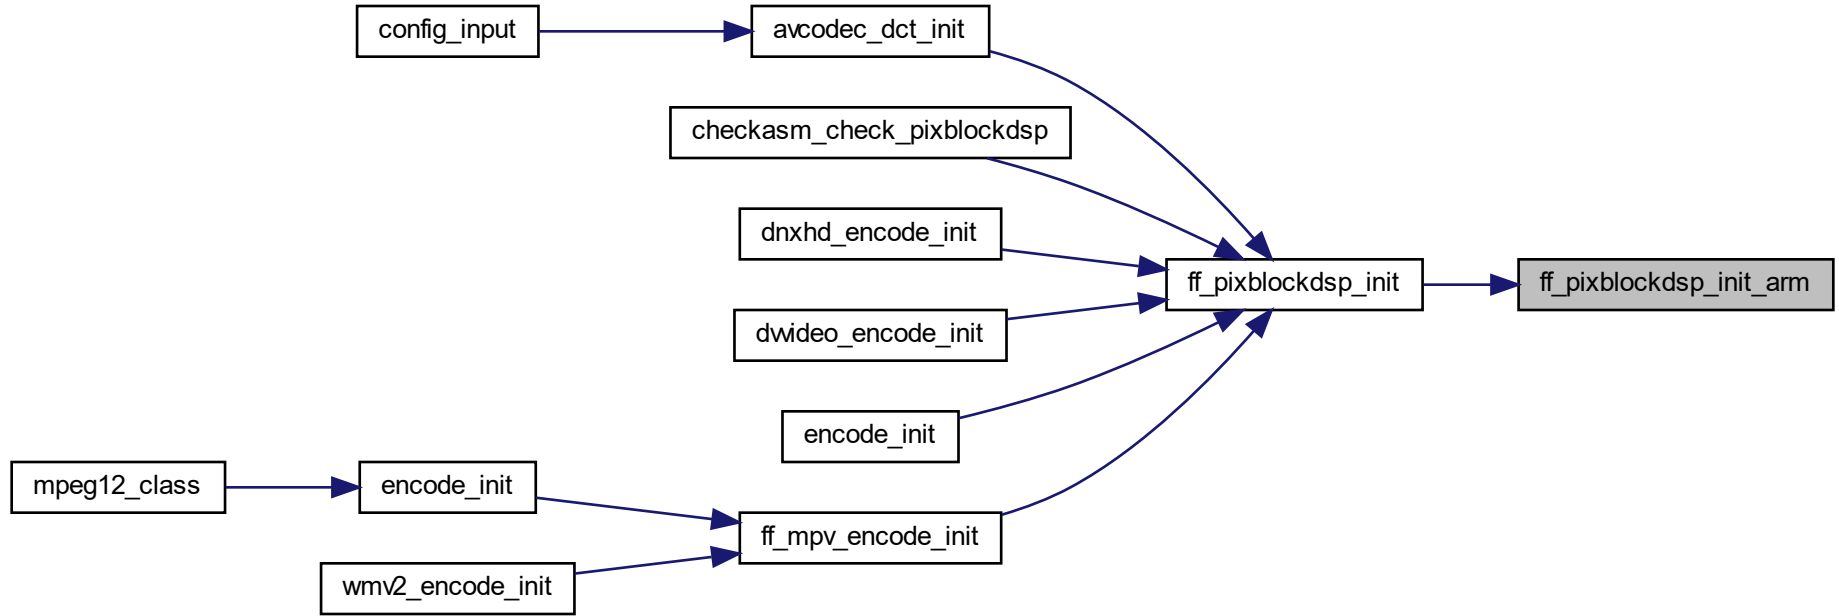 config_input
avcodec_dct_init
checkasm_check_pixblockdsp
dnxhd_encode_init
ff_pixblockdsp_init
ff_pixblockdsp_init_arm
dvvideo_encode_init
encode_init
mpeg12_class
encode_init
ff_mpv_encode_init
wmv2_encode_init